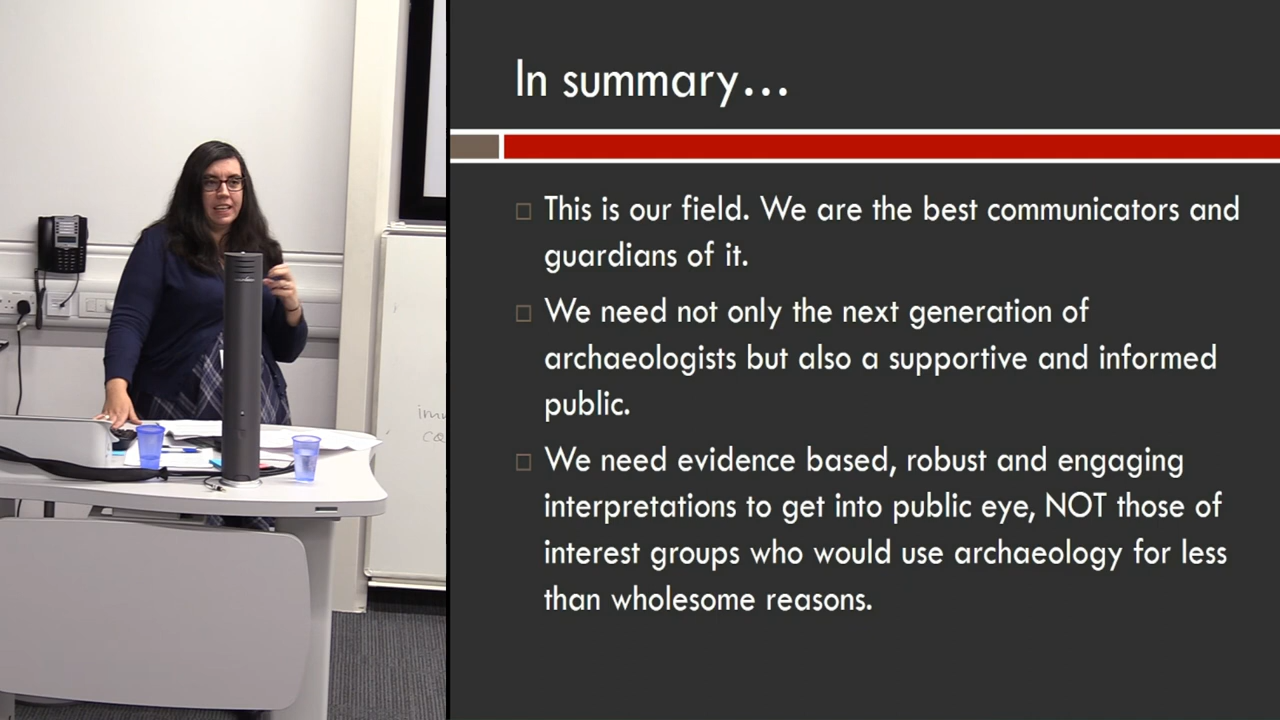 In summary...
This is our field. We are the best communicators and
guardians of it.
We need not only the next generation of
archaeologists but also a supportive and informed
public.
We need evidence based, robust and engaging
interpretations to get into public eye, NOT those of
interest groups who would use archaeology for less
than wholesome reasons.